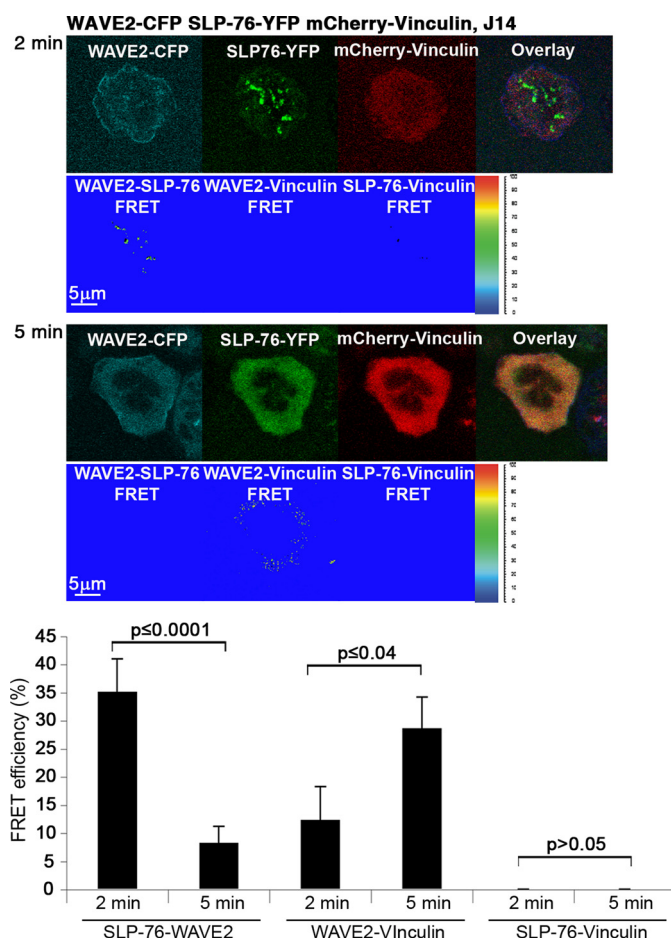 WAVE2-CFP SLP-76-YFP mCherry-Vinculin, J14
2 min
WAVE2-CFP SLP76-YFP mCherry-Vinculin Overlay
WAVE2-SLP-76 WAVE2-Vinculin SLP-76-Vinculin
FRET FRET FRET
5μm
5 min
WAVE2-CFP SLP-76-YFP mCherry-Vinculin Overlay
WAVE2-SLP-76 WAVE2-Vinculin SLP-76-Vinculin
FRET FRET FRET
5μm
FRET efficiency (%)
45
40
35
30
25
20
15
10
5
0
p≤0.0001
p≤0.04
p>0.05
2 min 5 min 2 min 5 min 2 min 5 min
SLP-76-WAVE2 WAVE2-VInculin SLP-76-Vinculin